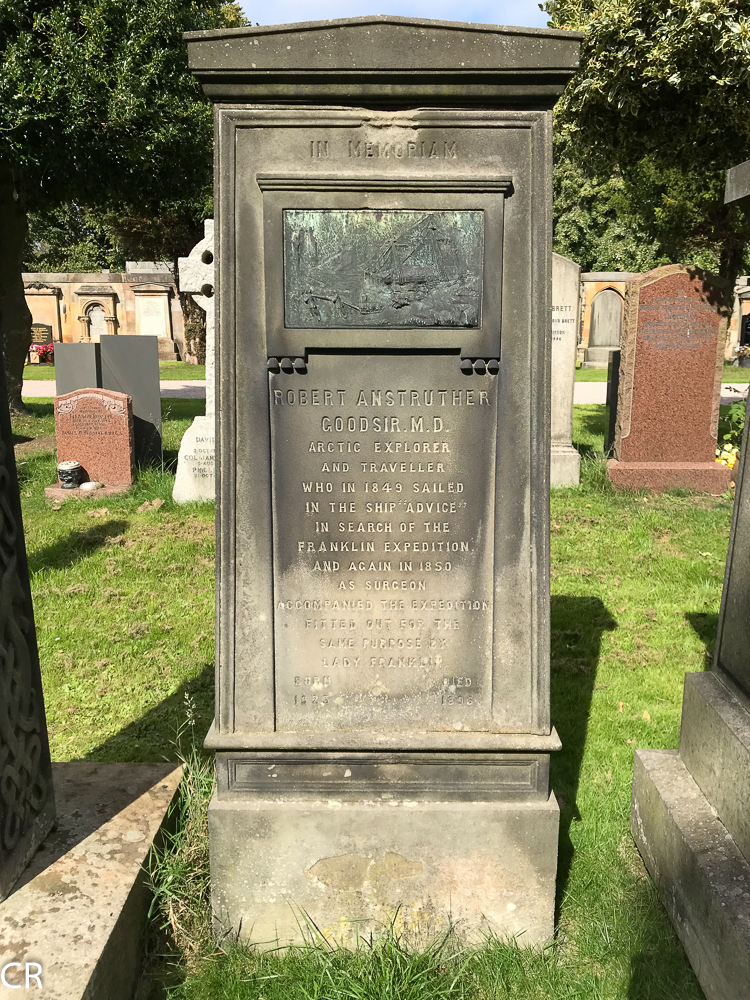 IN MEMORIAM
ROBERT ANSTRUTHER
GOODSIR. M.D.
ARCTIC EXPLORER
AND TRAVELLER
WHO IN 1849 SAILED
IN THE SHIP "ADVICE"
IN SEARCH OF THE
FRANKLIN EXPEDITION
AND AGAIN IN 1850
AS SURGEON
ACCOMPANIED THE EXPEDITION
FITTED OUT FOR THE
SAME PURPOSE BY
LADY FRANKLIN
BORN DIED
BRETT
DAVID
CR